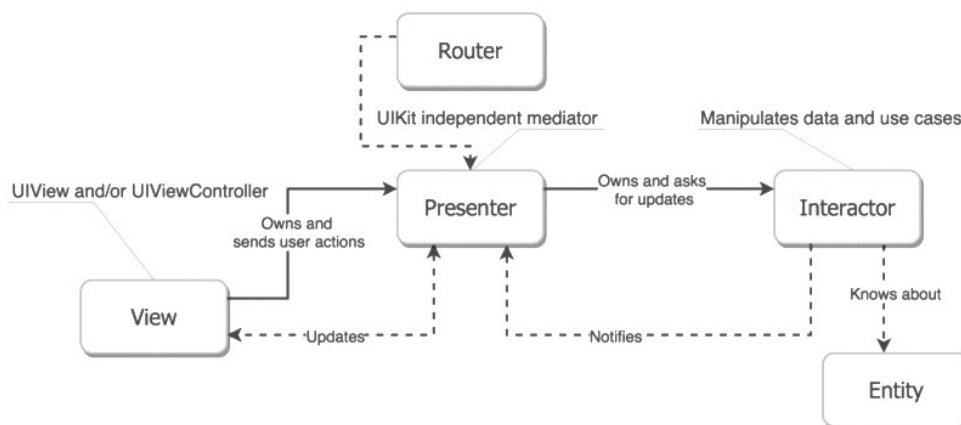 Router
UIKit independent mediator
Manipulates data and use cases
UIView and/or UIViewController
Owns and
sends user actions
Presenter
Owns and asks
for updates
Interactor
View
Updates
Notifies
Knows about
Entity